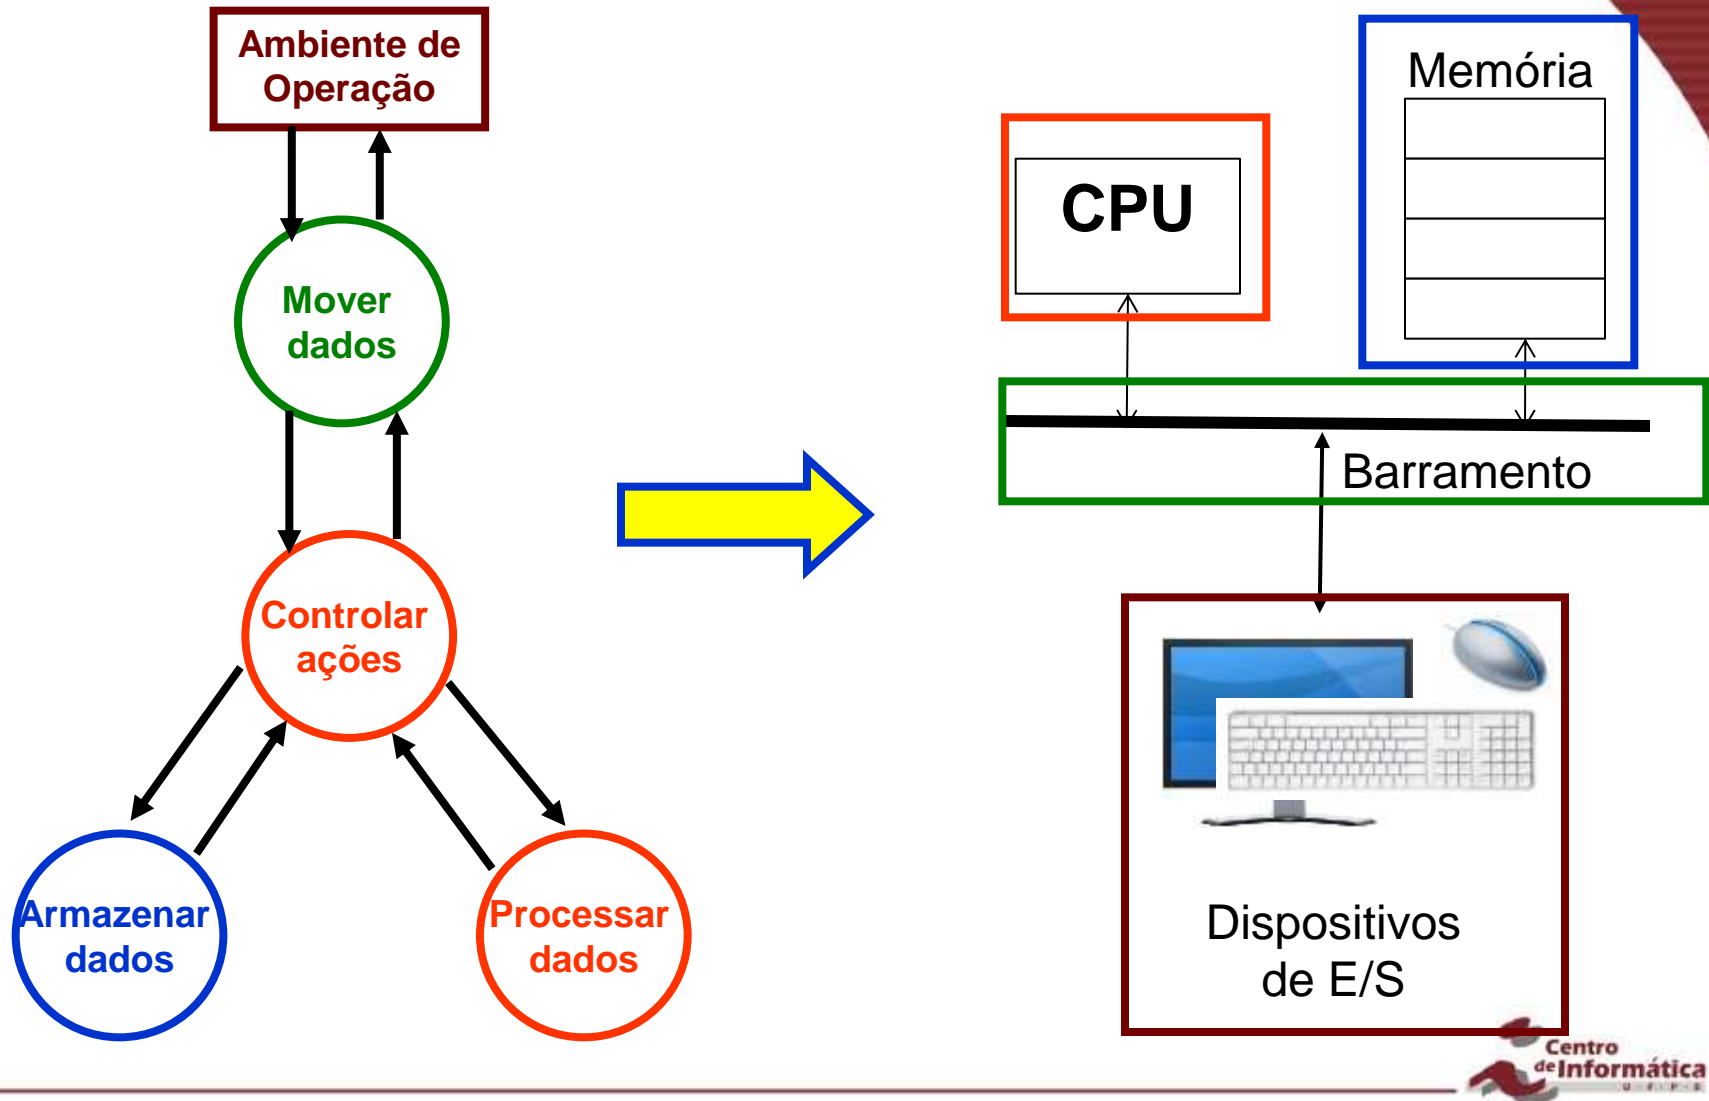 Ambiente de
Operação
Mover
dados
Controlar
ações
Armazenar
dados
Processar
dados
CPU
Memória
Barramento
Dispositivos
de E/S
Centro
de Informática
U F P E